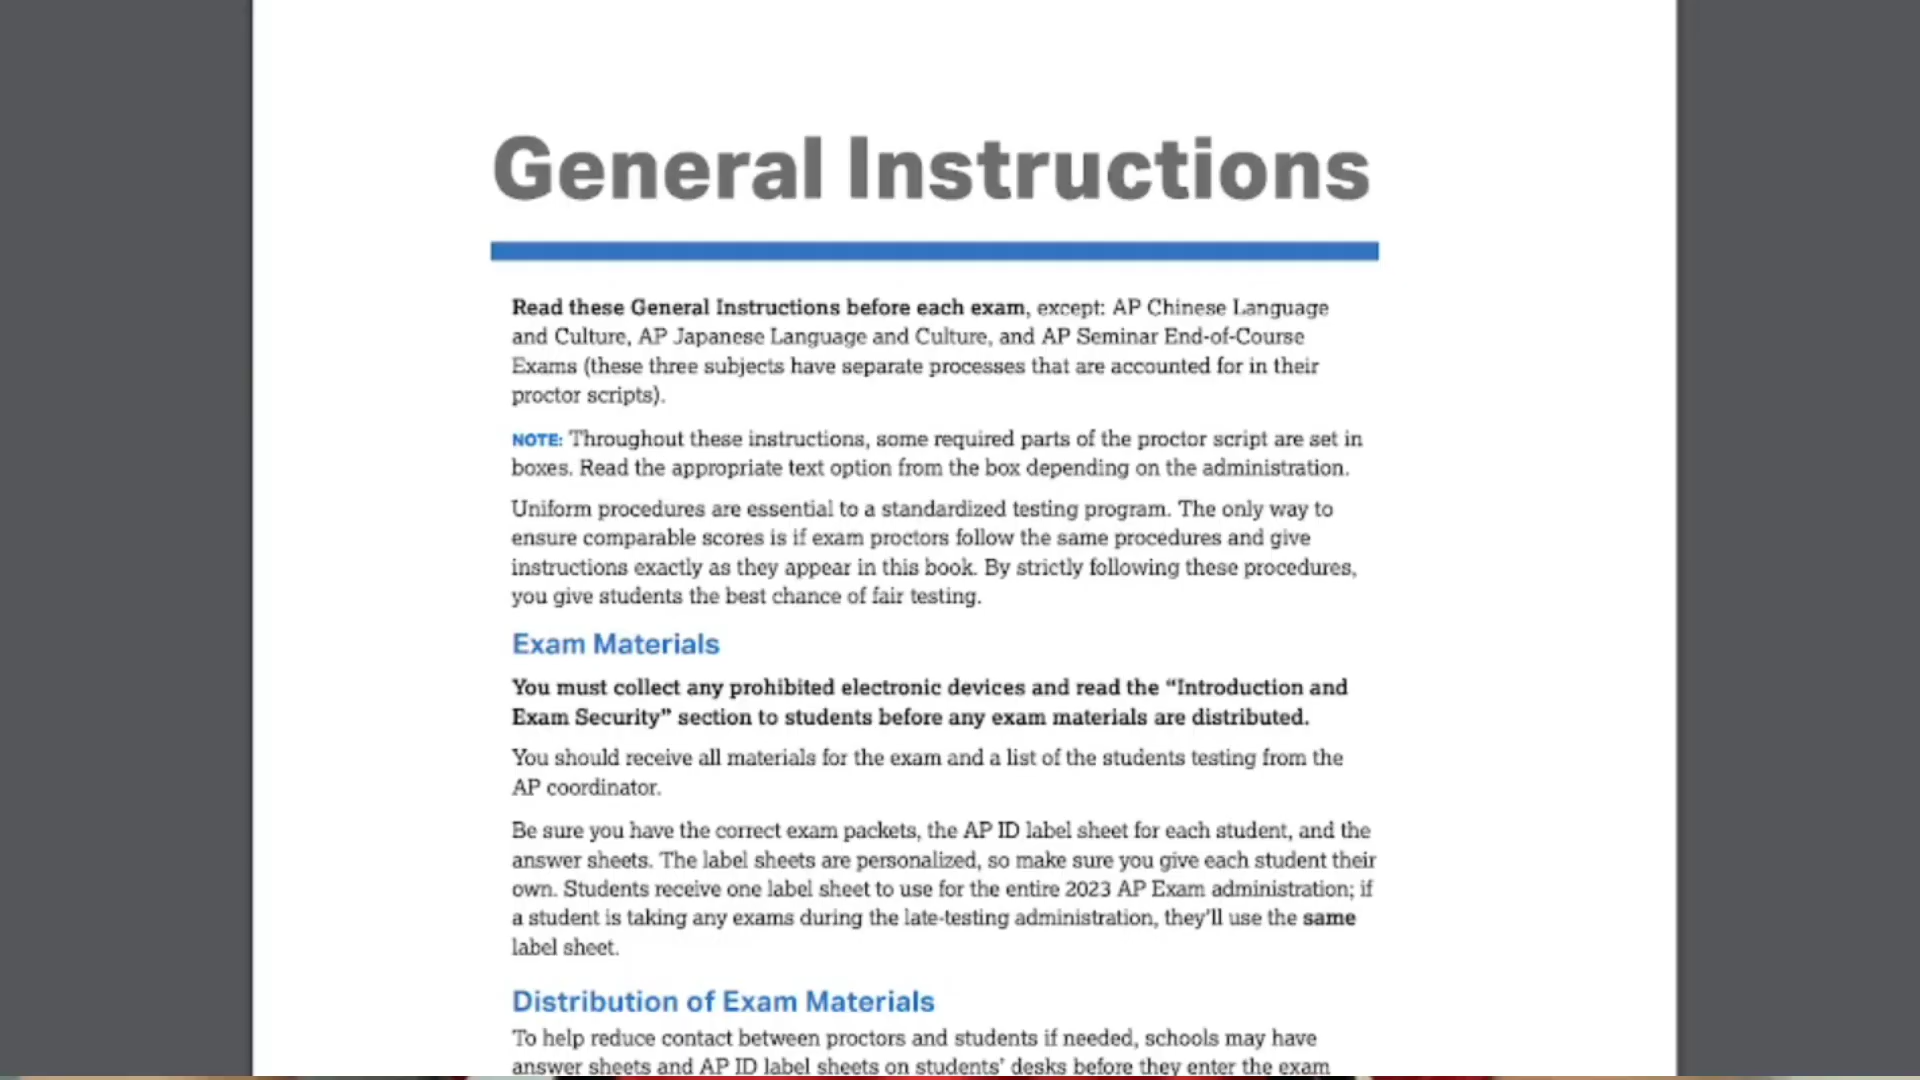 General Instructions
Read these General Instructions before each exam, except: AP Chinese Language
and Culture, AP Japanese Language and Culture, and AP Seminar End-of-Course
Exams (these three subjects have separate processes that are accounted for in their
proctor scripts).
NOTE: Throughout these instructions, some required parts of the proctor script are set in
boxes. Read the appropriate text option from the box depending on the administration.
Uniform procedures are essential to a standardized testing program. The only way to
ensure comparable scores is if exam proctors follow the same procedures and give
instructions exactly as they appear in this book. By strictly following these procedures,
you give students the best chance of fair testing.
Exam Materials
You must collect any prohibited electronic devices and read the “Introduction and
Exam Security” section to students before any exam materials are distributed.
You should receive all materials for the exam and a list of the students testing from the
AP coordinator.
Be sure you have the correct exam packets, the AP ID label sheet for each student, and the
answer sheets. The label sheets are personalized, so make sure you give each student their
own. Students receive one label sheet to use for the entire 2023 AP Exam administration; if
a student is taking any exams during the late-testing administration, they’ll use the same
label sheet.
Distribution of Exam Materials
To help reduce contact between proctors and students if needed, schools may have
answer sheets and AP ID label sheets on students’ desks before they enter the exam